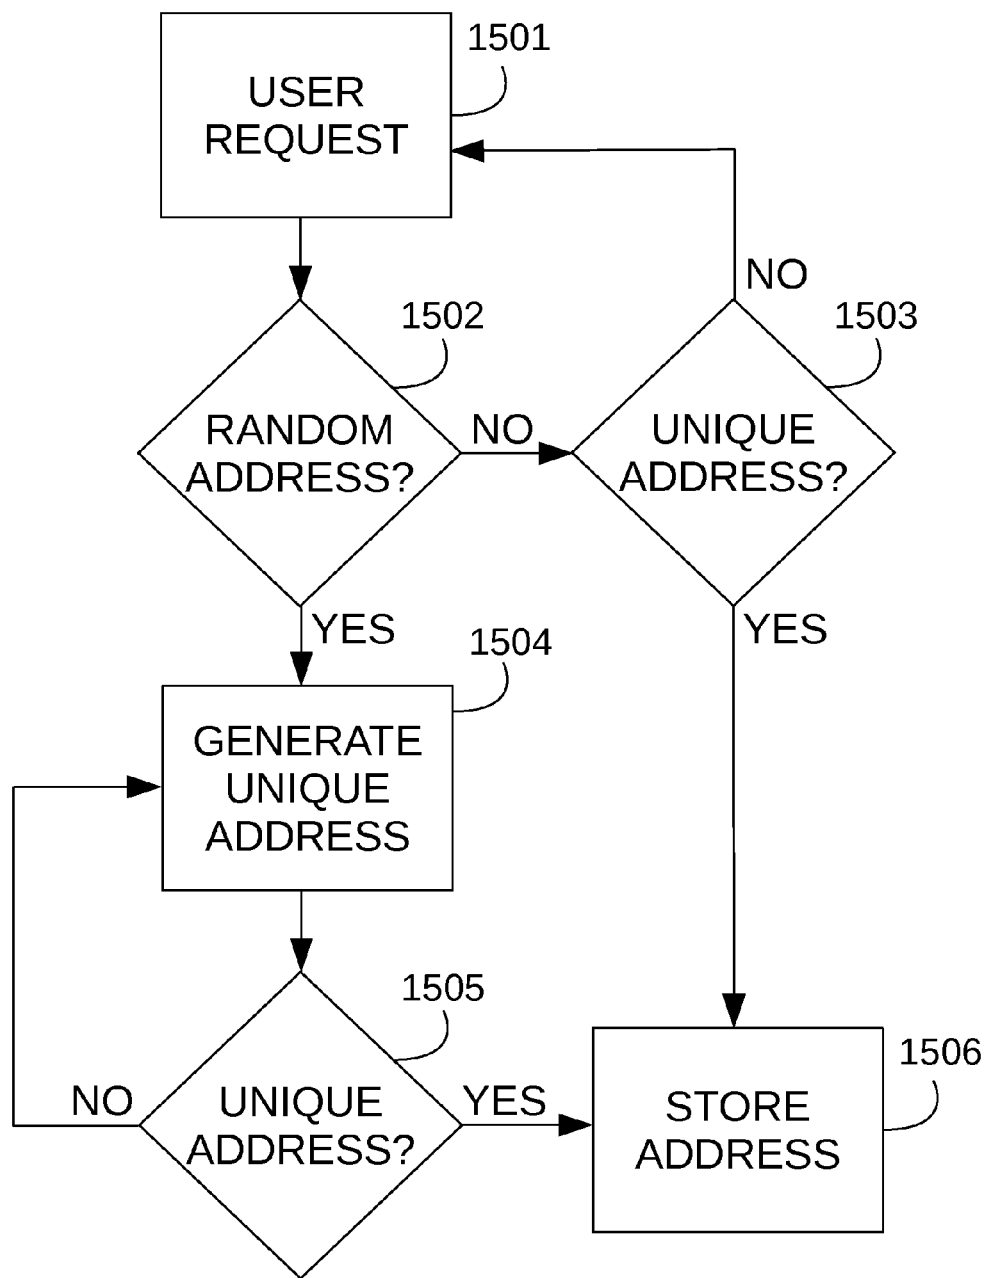 1501
USER
REQUEST
NO
1502
1503
RANDOM
ADDRESS?
NO
UNIQUE
ADDRESS?
YES
YES
1504
GENERATE
UNIQUE
ADDRESS
1505
1506
NO
UNIQUE
ADDRESS?
YES
STORE
ADDRESS